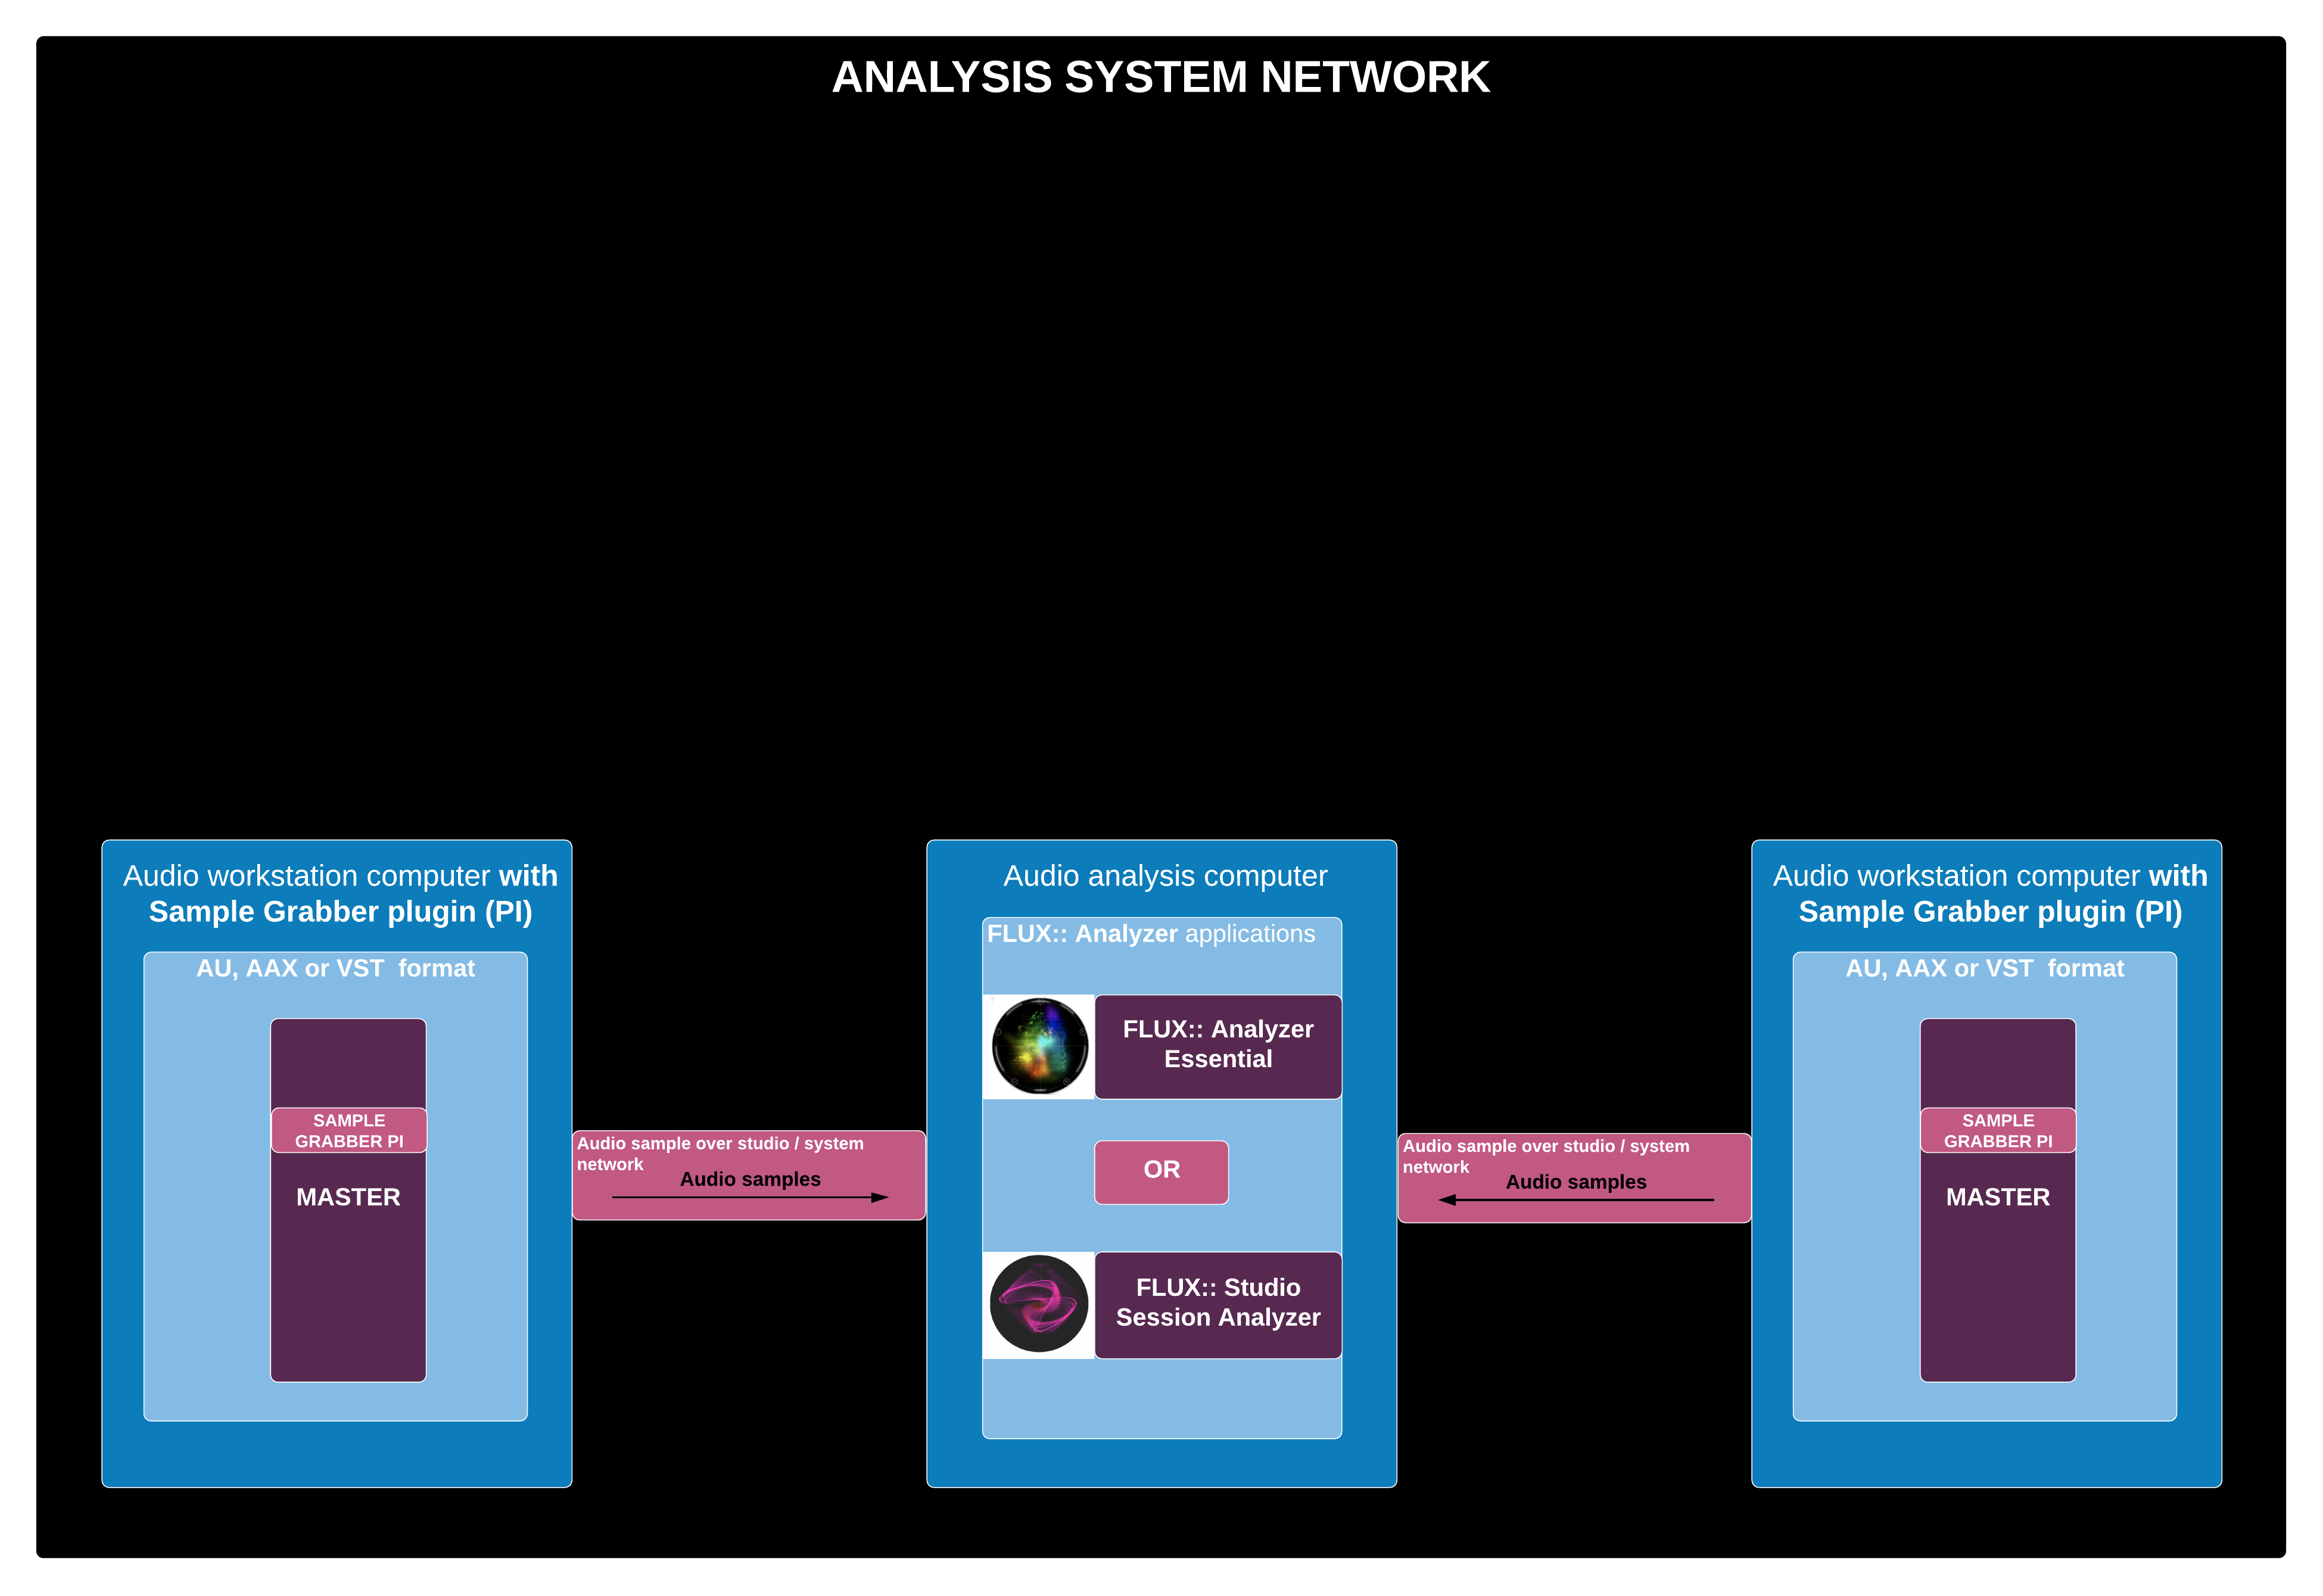 ANALYSIS SYSTEM NETWORK
Audio workstation computer with
Sample Grabber plugin (PI)
AU, AAX or VST  format
SAMPLE
GRABBER PI
MASTER
Audio sample over studio / system
network
Audio samples
Audio analysis computer
FLUX:: Analyzer applications
FLUX:: Analyzer
Essential
OR
FLUX:: Studio
Session Analyzer
Audio sample over studio / system
network
Audio samples
Audio workstation computer with
Sample Grabber plugin (PI)
AU, AAX or VST  format
SAMPLE
GRABBER PI
MASTER